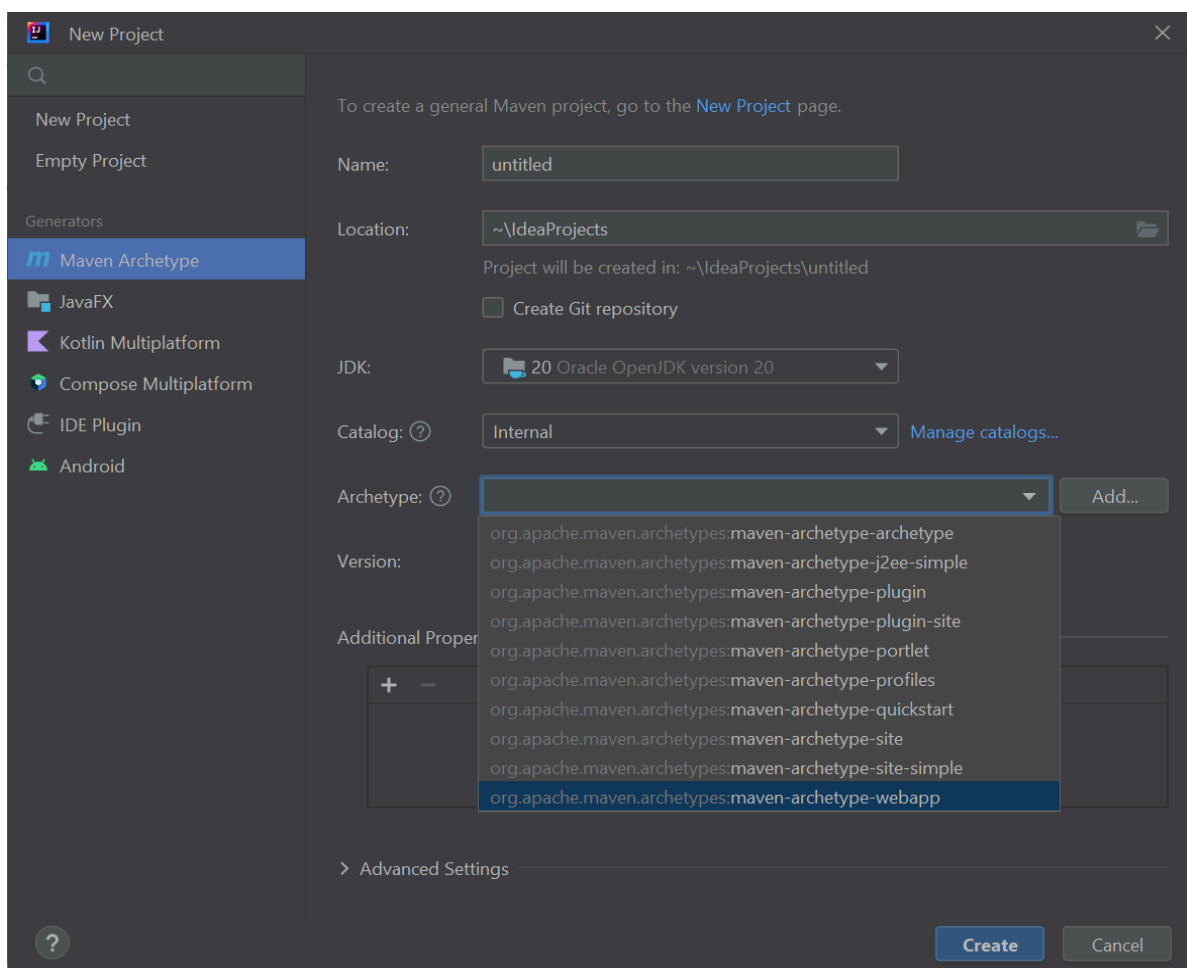 New Project
New Project
Empty Project
Generators
Maven Archetype
JavaFX
Kotlin Multiplatform
Compose Multiplatform
IDE Plugin
Android
To create a general Maven project, go to the New Project page.
Name: untitled
Location: ~\IdeaProjects
Project will be created in: ~\IdeaProjects\untitled
Create Git repository
JDK: 20 Oracle OpenJDK version 20
Catalog: ? Internal Manage catalogs...
Archetype: ? Add...
org.apache.maven.archetypes:maven-archetype-archetype
Version:
org.apache.maven.archetypes:maven-archetype-j2ee-simple
org.apache.maven.archetypes:maven-archetype-plugin
org.apache.maven.archetypes:maven-archetype-plugin-site
Additional Proper
org.apache.maven.archetypes:maven-archetype-portlet
org.apache.maven.archetypes:maven-archetype-profiles
org.apache.maven.archetypes:maven-archetype-quickstart
org.apache.maven.archetypes:maven-archetype-site
org.apache.maven.archetypes:maven-archetype-site-simple
org.apache.maven.archetypes:maven-archetype-webapp
Advanced Settings
? Create Cancel